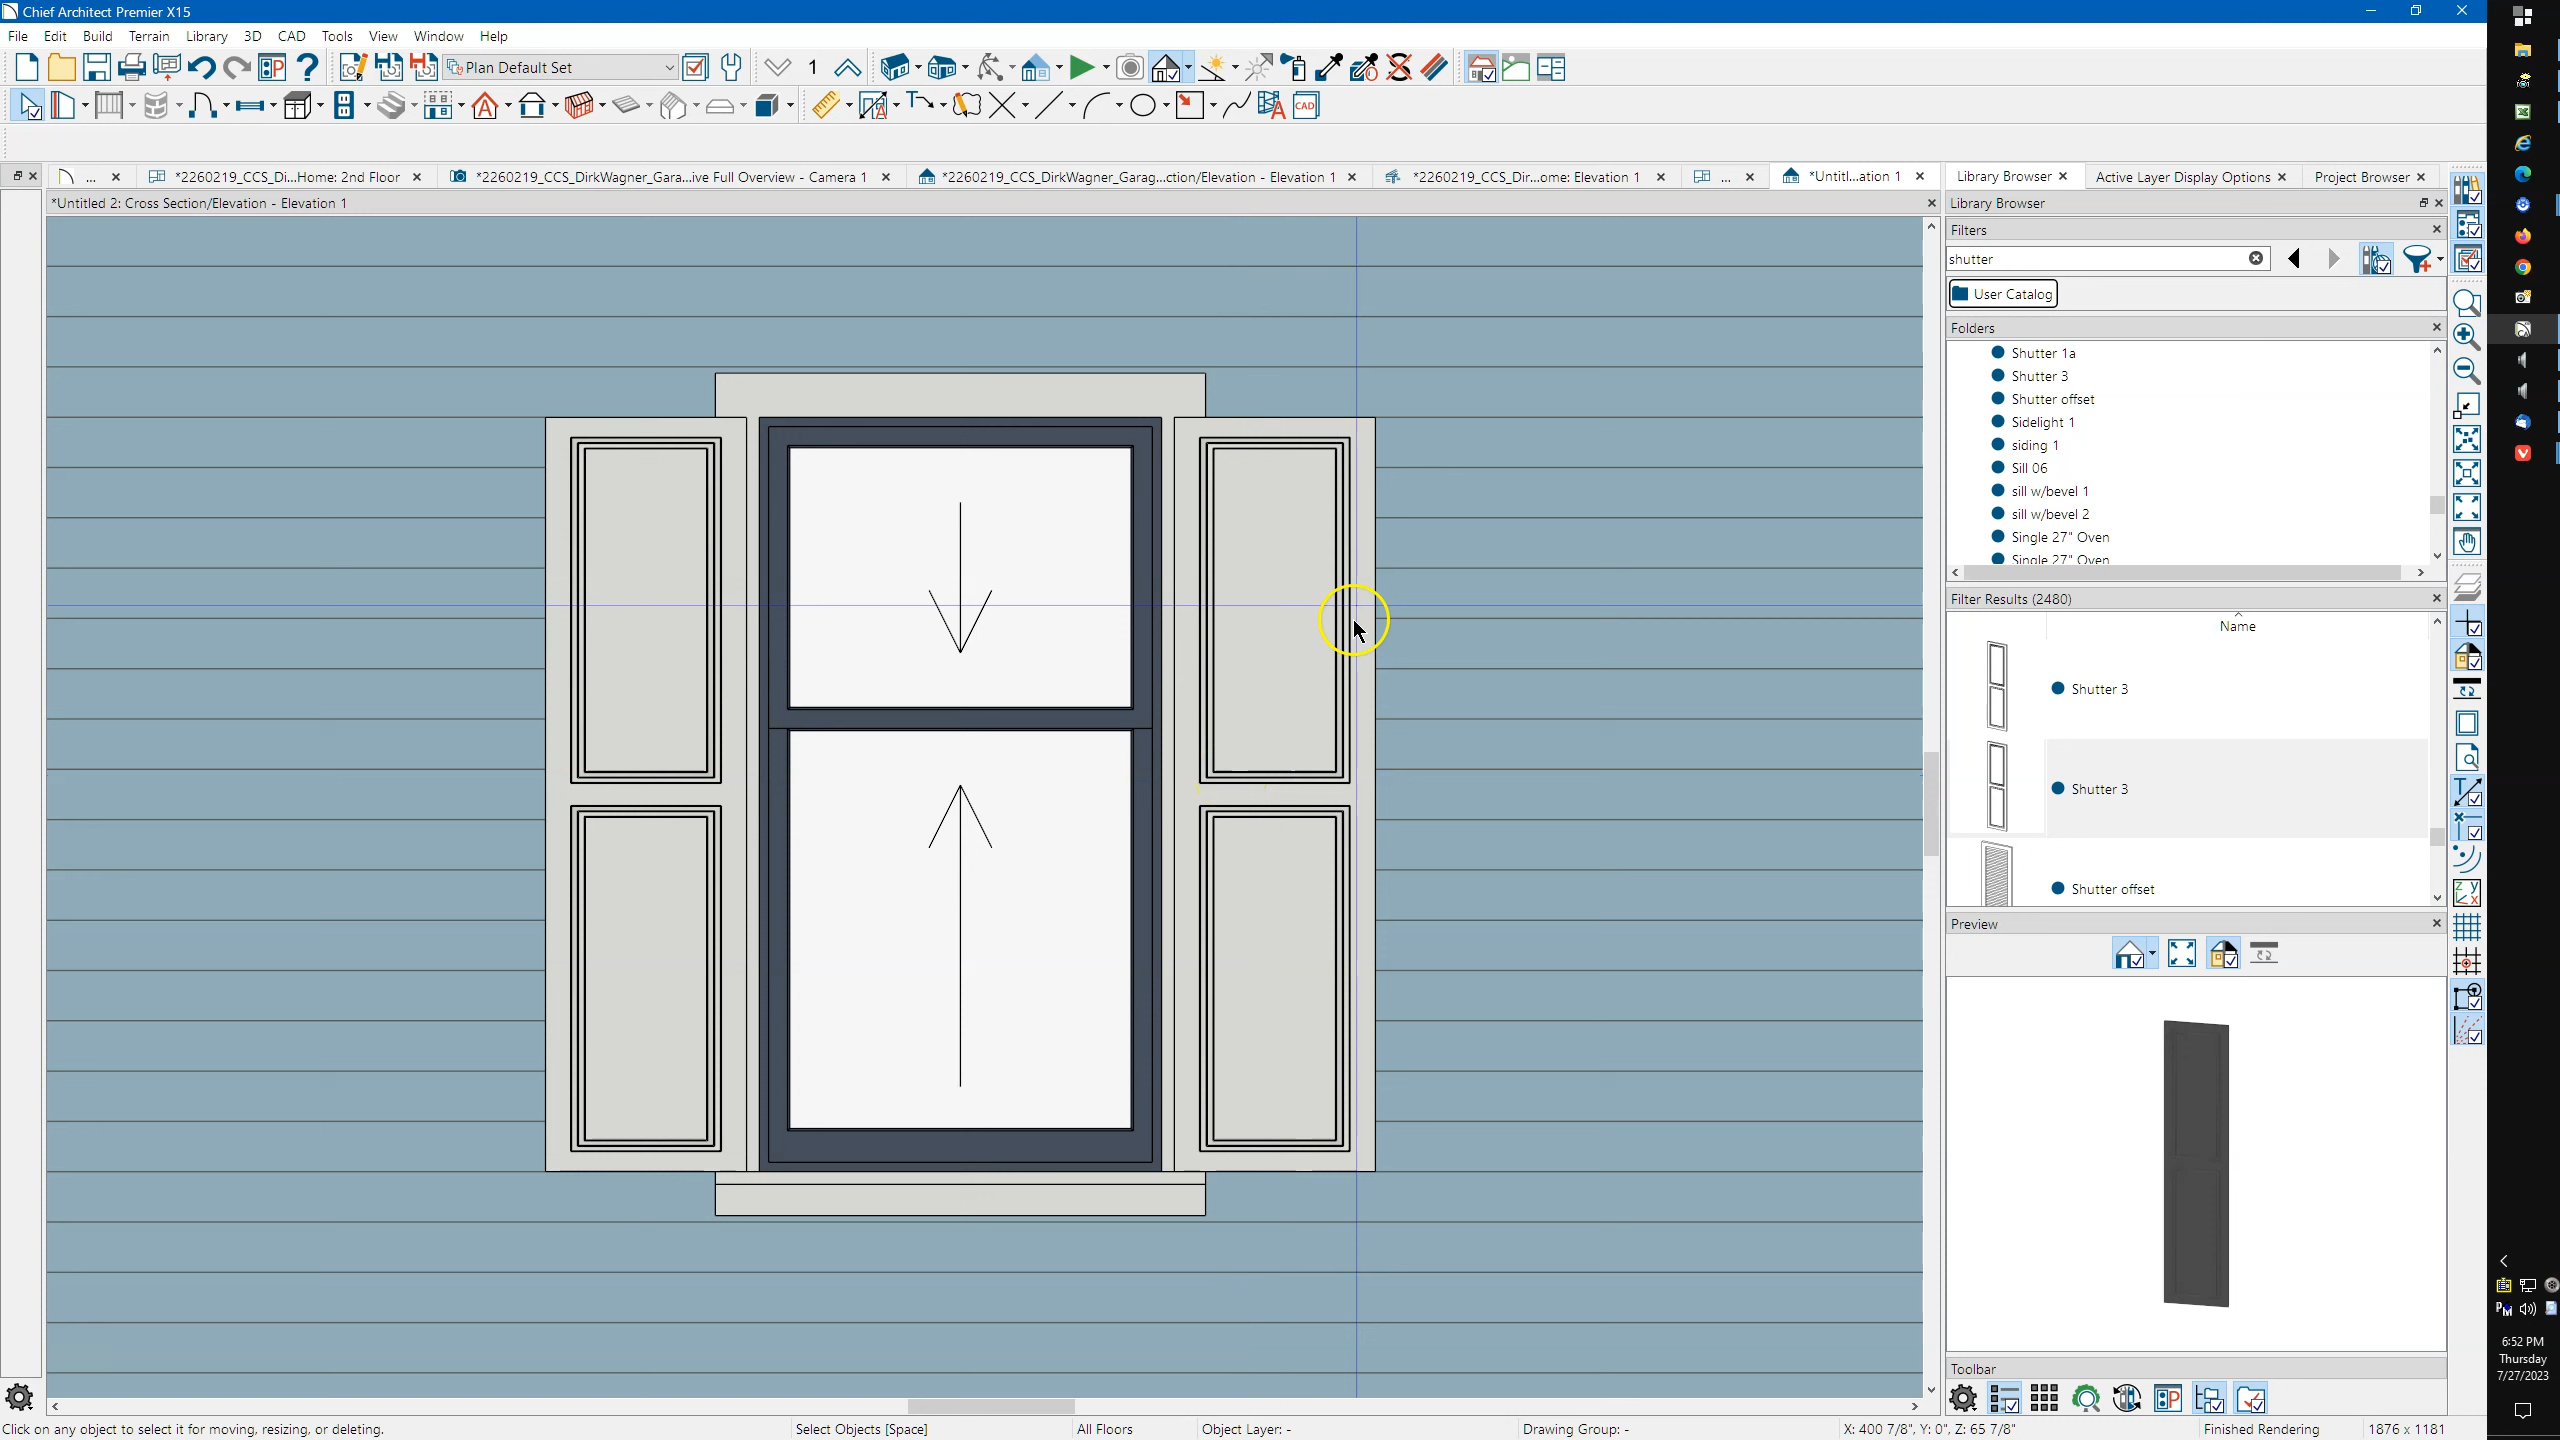 Chief Architect Premier X15
File Edit Build Terrain Library 3D CAD Tools View Window Help
Plan Default Set
1
CAD
... *2260219_CCS_Di...Home: 2nd Floor *2260219_CCS_DirkWagner_Gara...ive Full Overview - Camera 1 *2260219_CCS_DirkWagner_Garag...ction/Elevation - Elevation 1 *2260219_CCS_Dir...ome: Elevation 1 ... *Untitl...ation 1
Library Browser Active Layer Display Options Project Browser
*Untitled 2: Cross Section/Elevation - Elevation 1
Library Browser
Filters
shutter
User Catalog
Folders
Shutter 1a
Shutter 3
Shutter offset
Sidelight 1
siding 1
Sill 06
sill w/bevel 1
sill w/bevel 2
Single 27" Oven
Single 27" Oven
Filter Results (2480)
Name
Shutter 3
Shutter 3
Shutter offset
Preview
Toolbar
6:52 PM
Thursday
7/27/2023
Click on any object to select it for moving, resizing, or deleting. Select Objects [Space] All Floors Object Layer: - Drawing Group: - X: 400 7/8", Y: 0", Z: 65 7/8" Finished Rendering 1876 x 1181